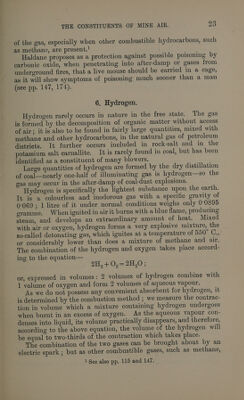 THE CONSTITUENTS OF MINE AIR. 23
of the gas, especially when other combustible hydrocarbons, such
as methane, are present.¹
Haldane proposes as a protection against possible poisoning by
carbonic oxide, when penetrating into after-damp or gases from
underground fires, that a live mouse should be carried in a cage,
as it will show symptoms of poisoning much sooner than a man
(see pp. 147, 174).
6. Hydrogen.
Hydrogen rarely occurs in nature in the free state. The gas
is formed by the decomposition of organic matter without access
of air; it is also to be found in fairly large quantities, mixed with
methane and other hydrocarbons, in the natural gas of petroleum
districts. It further occurs included in rock-salt and in the
potassium salt carnallite. It is rarely found in coal, but has been
identified as a constituent of many blowers.
Large quantities of hydrogen are formed by the dry distillation
of coal—nearly one-half of illuminating gas is hydrogen—so the
gas may occur in the after-damp of coal-dust explosions.
Hydrogen is specifically the lightest substance upon the earth.
It is a colourless and inodorous gas with a specific gravity of
0·069; 1 litre of it under normal conditions weighs only 0·0895
gramme. When ignited in air it burns with a blue flame, producing
steam, and develops an extraordinary amount of heat. Mixed
with air or oxygen, hydrogen forms a very explosive mixture, the
so-called detonating gas, which ignites at a temperature of 550° C.,
or considerably lower than does a mixture of methane and air.
The combination of the hydrogen and oxygen takes place accord-
ing to the equation—
2H₂ + O₂ = 2H₂O;
or, expressed in volumes: 2 volumes of hydrogen combine with
1 volume of oxygen and form 2 volumes of aqueous vapour.
As we do not possess any convenient absorbent for hydrogen, it
is determined by the combustion method; we measure the contrac-
tion in volume which a mixture containing hydrogen undergoes
when burnt in an excess of oxygen. As the aqueous vapour con-
denses into liquid, its volume practically disappears, and therefore,
according to the above equation, the volume of the hydrogen will
be equal to two-thirds of the contraction which takes place.
The combination of the two gases can be brought about by an
electric spark; but as other combustible gases, such as methane,
¹ See also pp. 115 and 147.